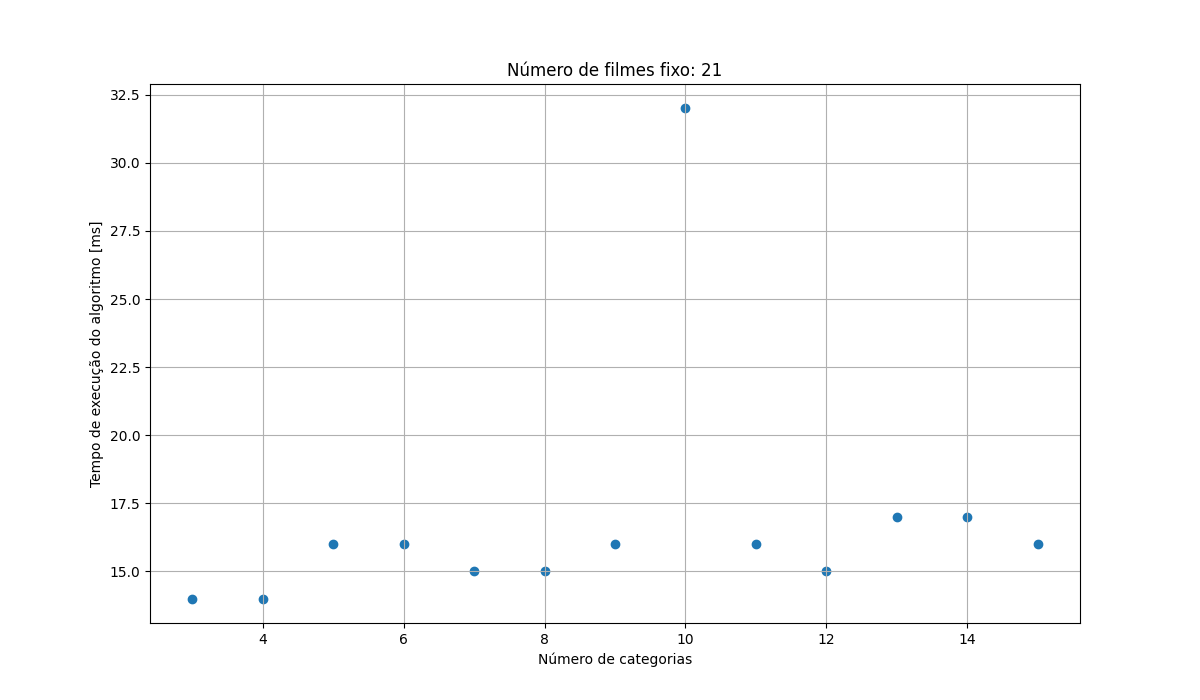 Número de filmes fixo: 21
32.5
30.0
27.5
25.0
22.5
20.0
17.5
15.0
Tempo de execução do algoritmo [ms]
4 6 8 10 12 14
Número de categorias